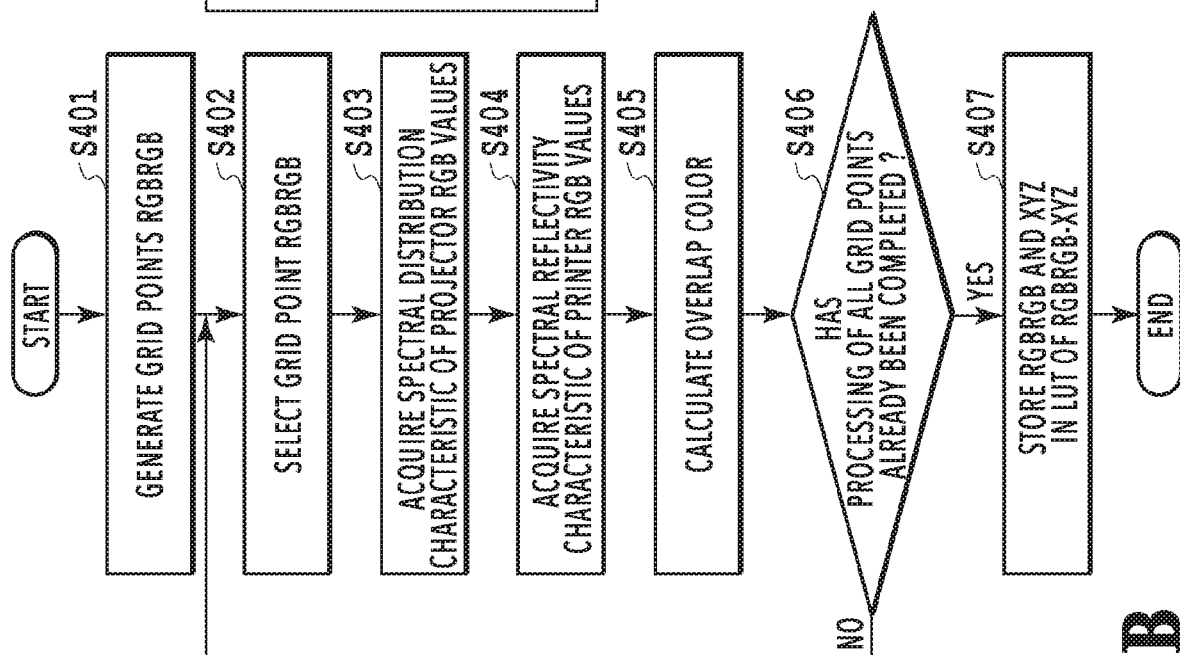 START
S401
GENERATE GRID POINTS RGBRGB
S402
SELECT GRID POINT RGBRGB
S403
ACQUIRE SPECTRAL DISTRIBUTION
CHARACTERISTIC OF PROJECTOR RGB VALUES
S404
ACQUIRE SPECTRAL REFLECTIVITY
CHARACTERISTIC OF PRINTER RGB VALUES
S405
CALCULATE OVERLAP COLOR
S406
HAS
PROCESSING OF ALL GRID POINTS
ALREADY BEEN COMPLETED ?
NO
YES
S407
STORE RGBRGB AND XYZ
IN LUT OF RGBRGB-XYZ
END
B